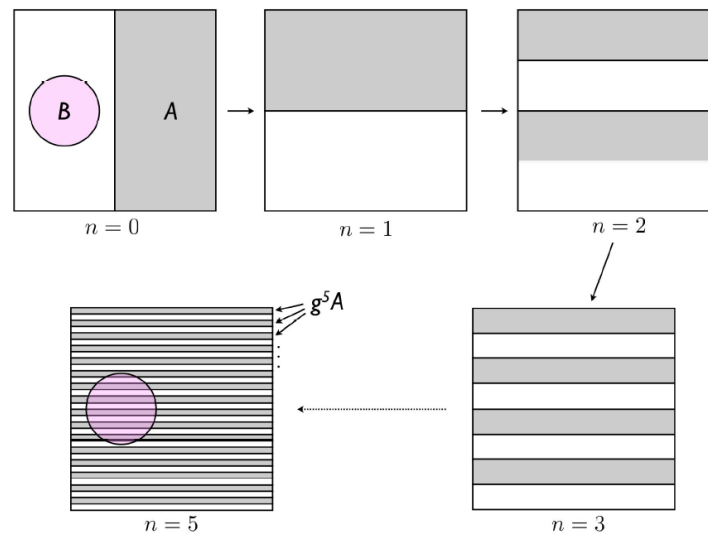 B A
n = 0
n = 1
n = 2
g⁵A
n = 5
n = 3